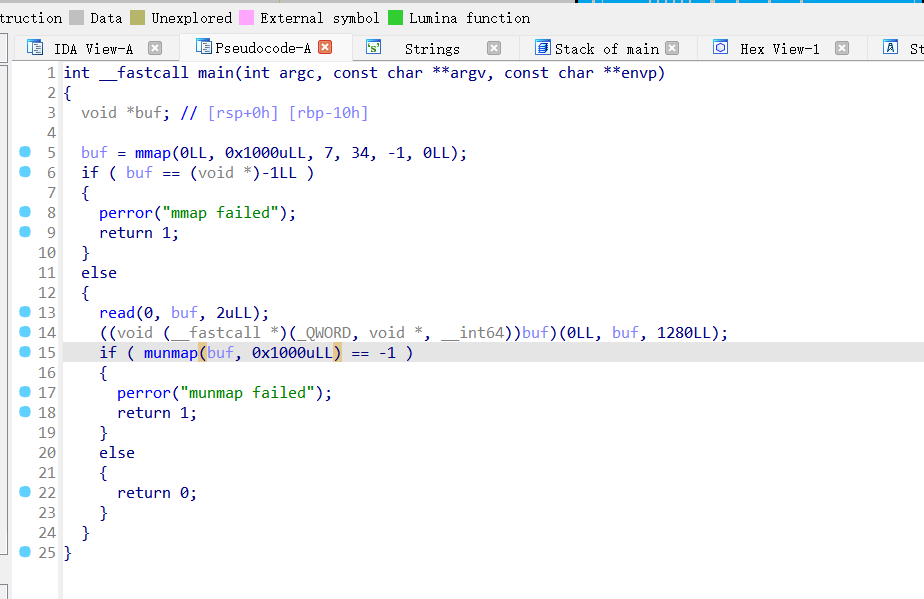 truction Data Unexplored External symbol Lumina function
IDA View-A Pseudocode-A Strings Stack of main Hex View-1 St
1 int __fastcall main(int argc, const char **argv, const char **envp)
2 {
3 void *buf; // [rsp+0h] [rbp-10h]
4
5 buf = mmap(0LL, 0x1000uLL, 7, 34, -1, 0LL);
6 if ( buf == (void *)-1LL )
7 {
8 perror("mmap failed");
9 return 1;
10 }
11 else
12 {
13 read(0, buf, 2uLL);
14 ((void (__fastcall *)(_QWORD, void *, __int64))buf)(0LL, buf, 1280LL);
15 if ( munmap(buf, 0x1000uLL) == -1 )
16 {
17 perror("munmap failed");
18 return 1;
19 }
20 else
21 {
22 return 0;
23 }
24 }
25 }